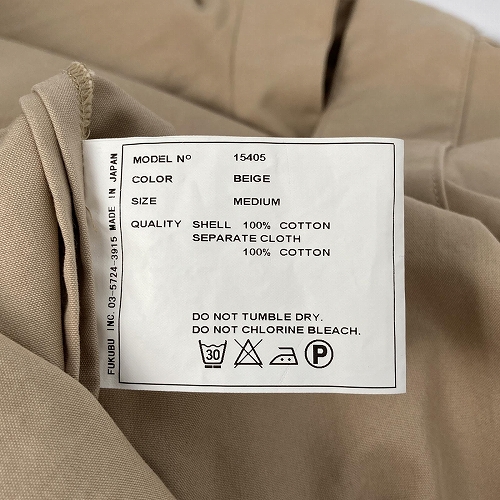 MODEL Nº 15405
COLOR BEIGE
SIZE MEDIUM
QUALITY SHELL 100% COTTON
SEPARATE CLOTH
100% COTTON
DO NOT TUMBLE DRY.
DO NOT CHLORINE BLEACH.
30 P
FUKUBU INC. 03-5724-3915 MADE IN JAPAN